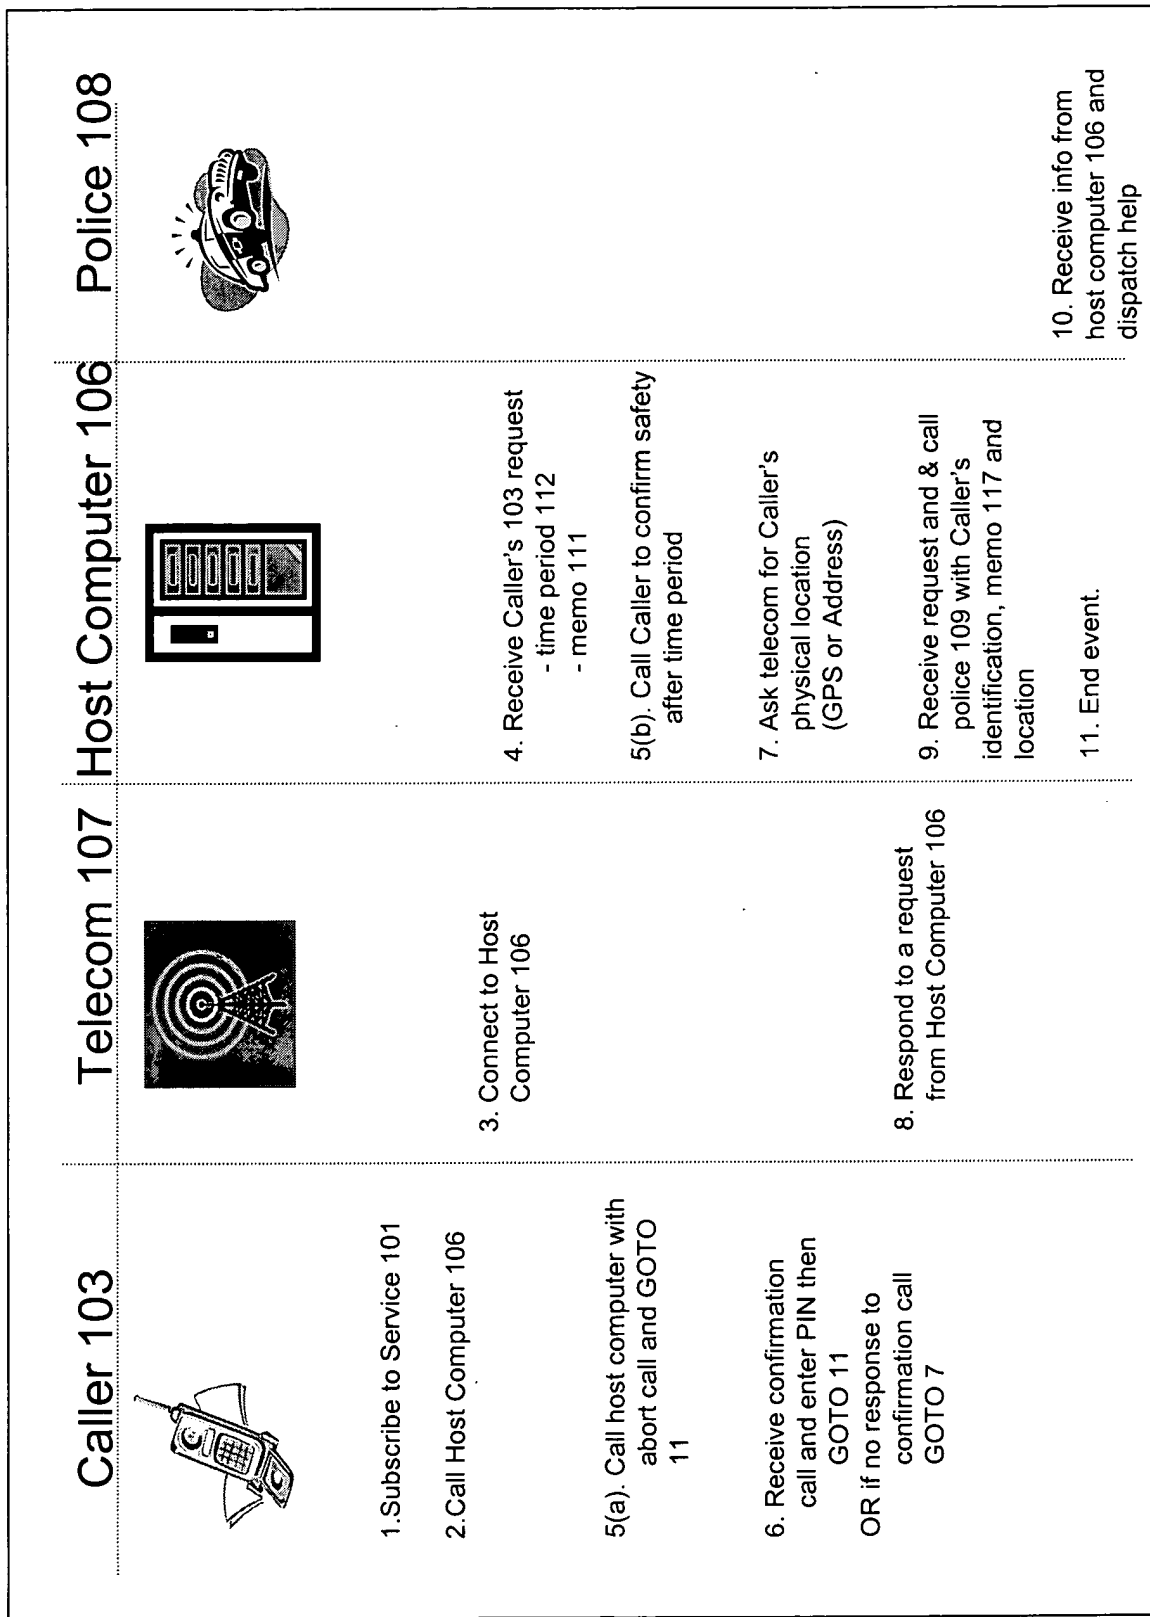 Caller 103
Telecom 107
Host Computer 106
Police 108
1.Subscribe to Service 101
2.Call Host Computer 106
3. Connect to Host
Computer 106
4. Receive Caller's 103 request
- time period 112
- memo 111
5(a). Call host computer with
abort call and GOTO
11
5(b). Call Caller to confirm safety
after time period
6. Receive confirmation
call and enter PIN then
GOTO 11
OR if no response to
confirmation call
GOTO 7
7. Ask telecom for Caller's
physical location
(GPS or Address)
8. Respond to a request
from Host Computer 106
9. Receive request and & call
police 109 with Caller's
identification, memo 117 and
location
10. Receive info from
host computer 106 and
dispatch help
11. End event.